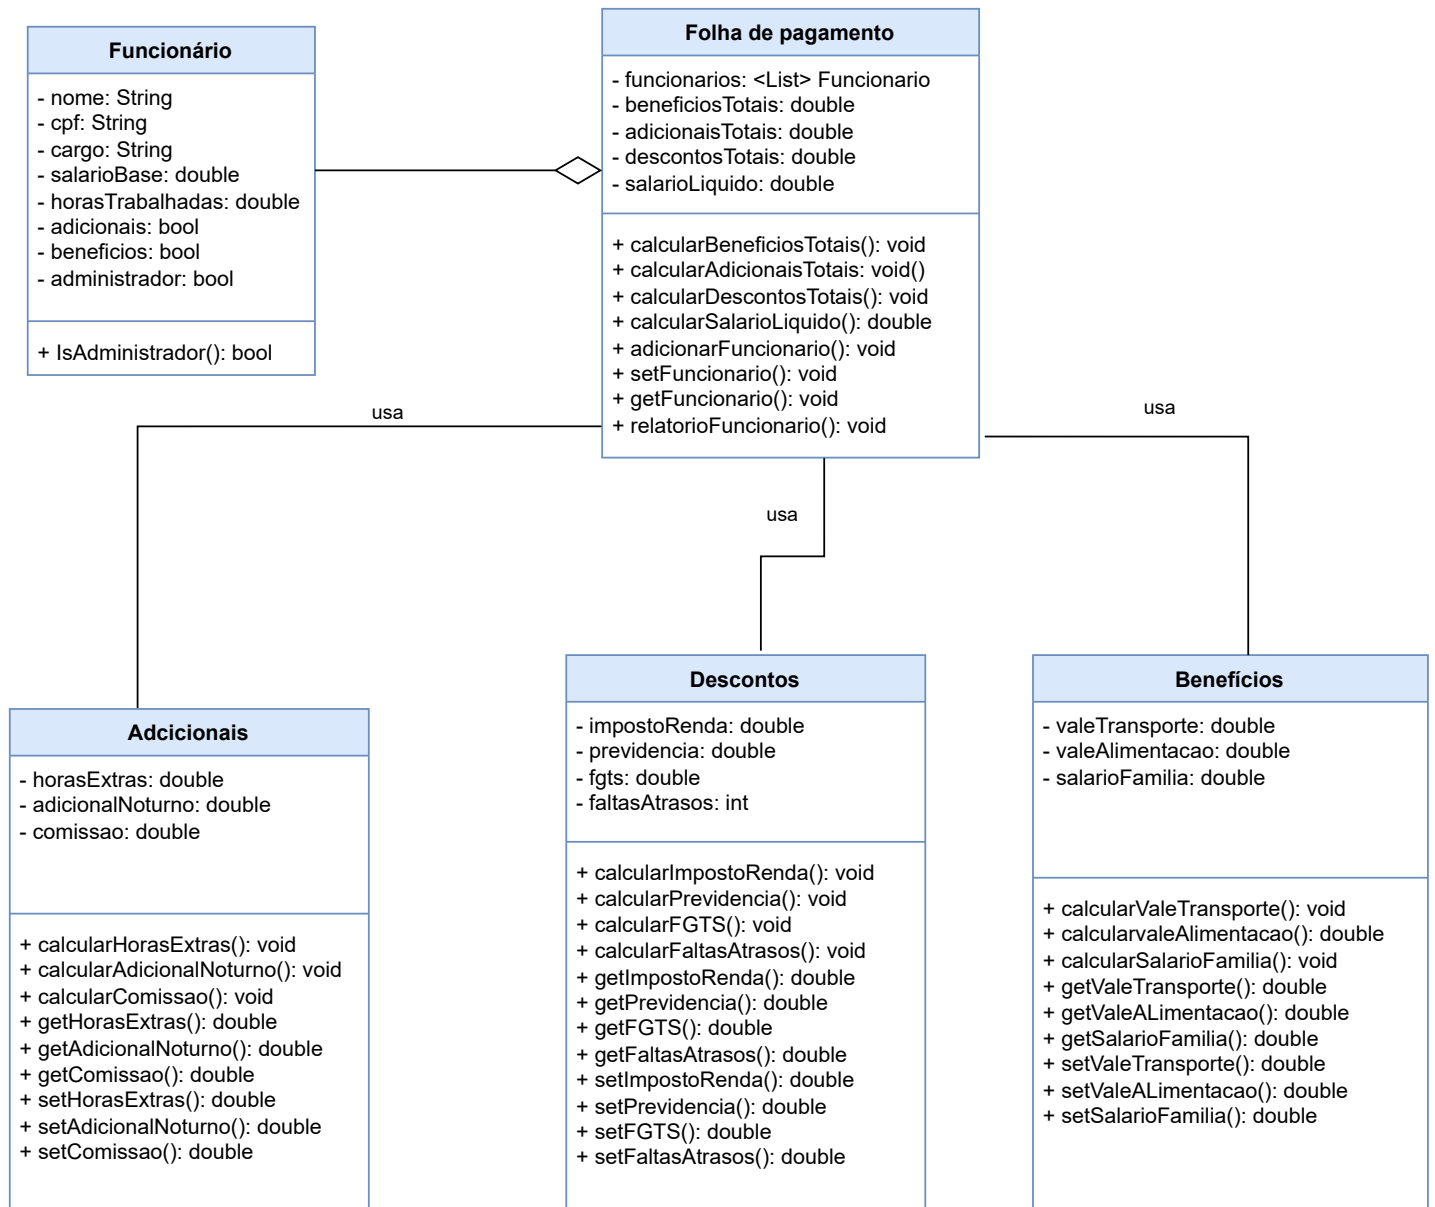 Funcionário
- nome: String
- cpf: String
- cargo: String
- salarioBase: double
- horasTrabalhadas: double
- adicionais: bool
- beneficios: bool
- administrador: bool
+ IsAdministrador(): bool
Folha de pagamento
- funcionarios: <List> Funcionario
- beneficiosTotais: double
- adicionaisTotais: double
- descontosTotais: double
- salarioLiquido: double
+ calcularBeneficiosTotais(): void
+ calcularAdicionaisTotais: void()
+ calcularDescontosTotais(): void
+ calcularSalarioLiquido(): double
+ adicionarFuncionario(): void
+ setFuncionario(): void
+ getFuncionario(): void
+ relatorioFuncionario(): void
usa
usa
usa
Adcicionais
- horasExtras: double
- adicionalNoturno: double
- comissao: double
+ calcularHorasExtras(): void
+ calcularAdicionalNoturno(): void
+ calcularComissao(): void
+ getHorasExtras(): double
+ getAdicionalNoturno(): double
+ getComissao(): double
+ setHorasExtras(): double
+ setAdicionalNoturno(): double
+ setComissao(): double
Descontos
- impostoRenda: double
- previdencia: double
- fgts: double
- faltasAtrasos: int
+ calcularImpostoRenda(): void
+ calcularPrevidencia(): void
+ calcularFGTS(): void
+ calcularFaltasAtrasos(): void
+ getImpostoRenda(): double
+ getPrevidencia(): double
+ getFGTS(): double
+ getFaltasAtrasos(): double
+ setImpostoRenda(): double
+ setPrevidencia(): double
+ setFGTS(): double
+ setFaltasAtrasos(): double
Benefícios
- valeTransporte: double
- valeAlimentacao: double
- salarioFamilia: double
+ calcularValeTransporte(): void
+ calcularvaleAlimentacao(): double
+ calcularSalarioFamilia(): void
+ getValeTransporte(): double
+ getValeALimentacao(): double
+ getSalarioFamilia(): double
+ setValeTransporte(): double
+ setValeALimentacao(): double
+ setSalarioFamilia(): double